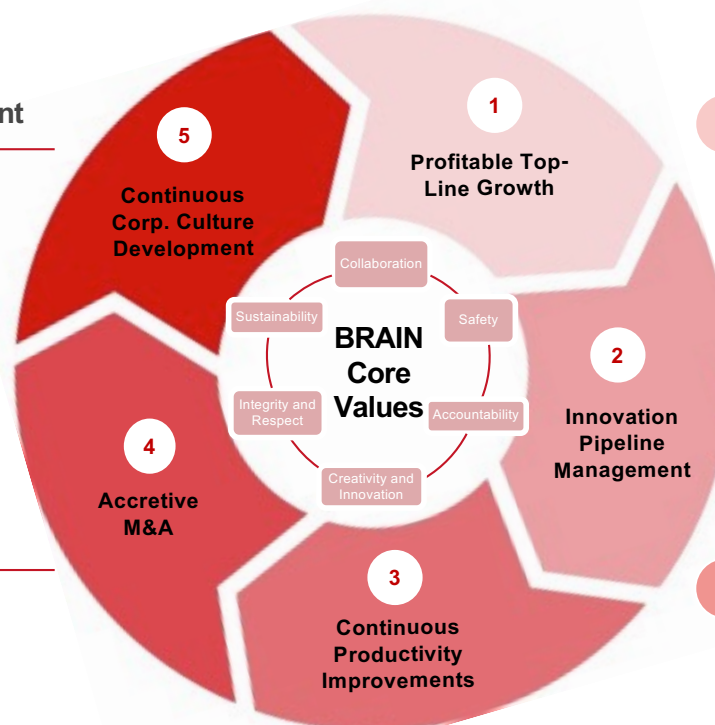 nt
1
Profitable Top-
Line Growth
5
Continuous
Corp. Culture
Development
Collaboration
Sustainability
Safety
BRAIN
Core
Values
Integrity and
Respect
Accountability
Creativity and
Innovation
2
Innovation
Pipeline
Management
4
Accretive
M&A
3
Continuous
Productivity
Improvements